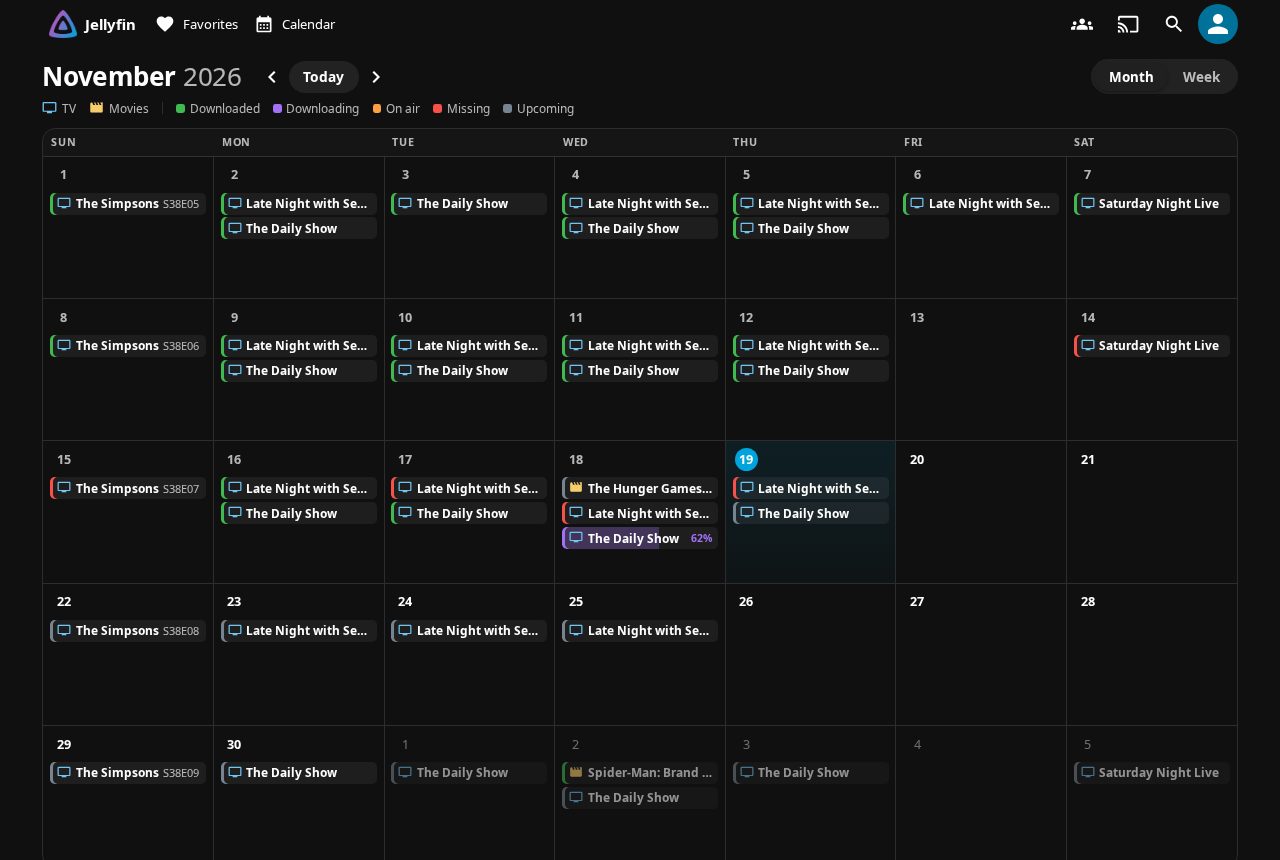 Jellyfin Favorites Calendar
November 2026 Today Month Week
TV Movies Downloaded Downloading On air Missing Upcoming
SUN MON TUE WED THU FRI SAT
1 2 3 4 5 6 7
The Simpsons S38E05 Late Night with Se... The Daily Show Late Night with Se... Late Night with Se... Late Night with Se... Saturday Night Live
The Daily Show The Daily Show The Daily Show
8 9 10 11 12 13 14
The Simpsons S38E06 Late Night with Se... Late Night with Se... Late Night with Se... Late Night with Se... Saturday Night Live
The Daily Show The Daily Show The Daily Show The Daily Show
15 16 17 18 19 20 21
The Simpsons S38E07 Late Night with Se... Late Night with Se... The Hunger Games... Late Night with Se...
The Daily Show The Daily Show Late Night with Se... The Daily Show
The Daily Show 62%
22 23 24 25 26 27 28
The Simpsons S38E08 Late Night with Se... Late Night with Se... Late Night with Se...
29 30 1 2 3 4 5
The Simpsons S38E09 The Daily Show The Daily Show Spider-Man: Brand ... The Daily Show Saturday Night Live
The Daily Show